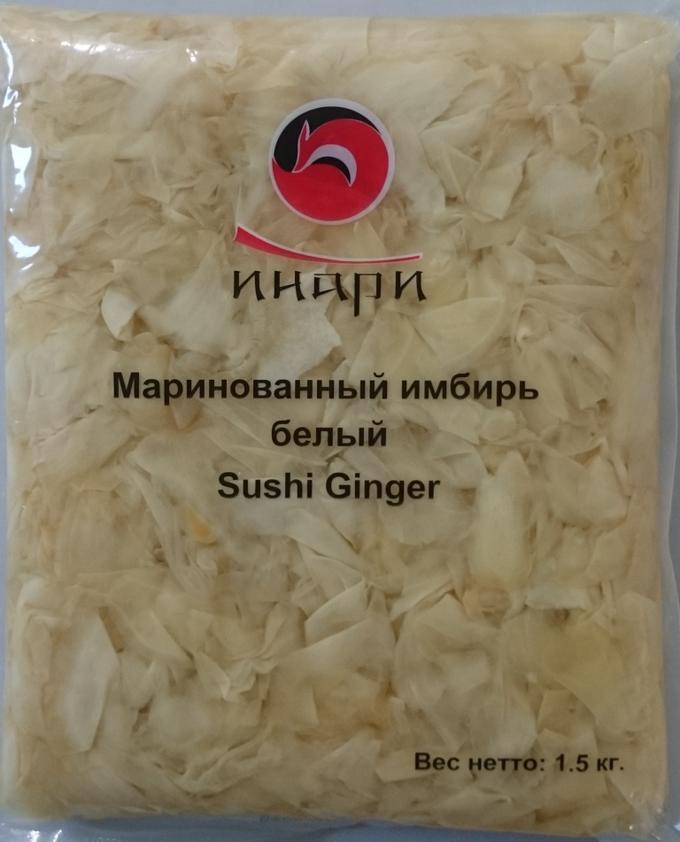 инари
Маринованный имбирь
белый
Sushi Ginger
Вес нетто: 1.5 кг.